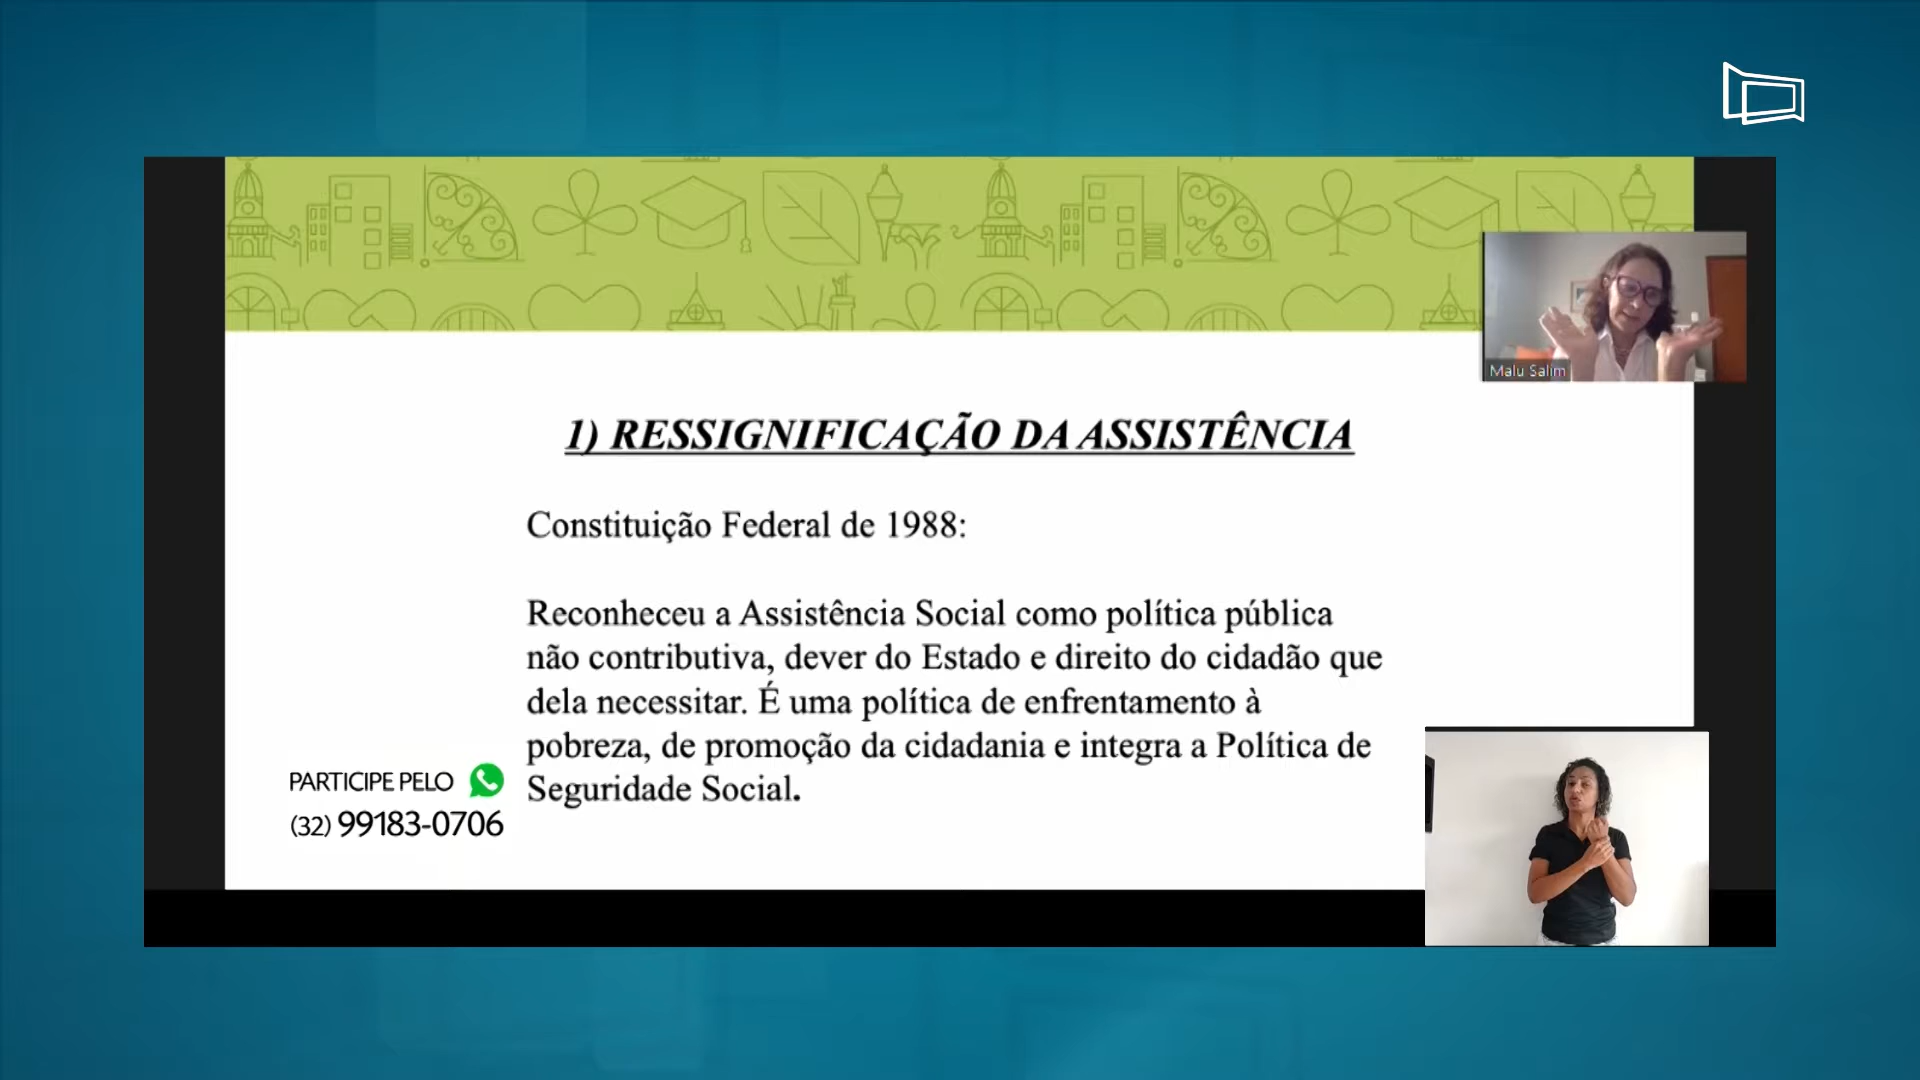 Malu Salim
1) RESSIGNIFICAÇÃO DA ASSISTÊNCIA
Constituição Federal de 1988:
Reconheceu a Assistência Social como política pública
não contributiva, dever do Estado e direito do cidadão que
dela necessitar. É uma política de enfrentamento à
pobreza, de promoção da cidadania e integra a Política de
Seguridade Social.
PARTICIPE PELO
(32) 99183-0706